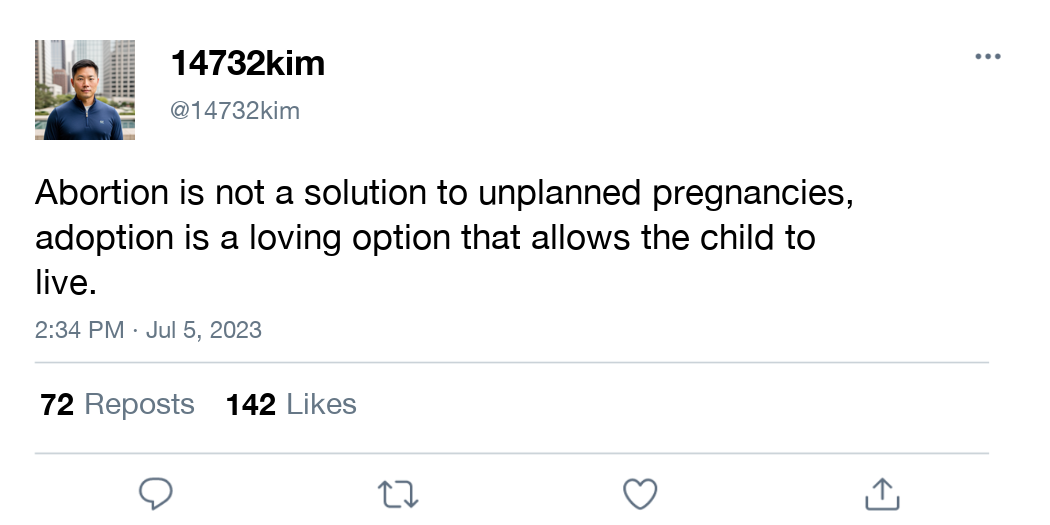 14732kim
@14732kim
Abortion is not a solution to unplanned pregnancies,
adoption is a loving option that allows the child to
live.
2:34 PM · Jul 5, 2023
72 Reposts 142 Likes